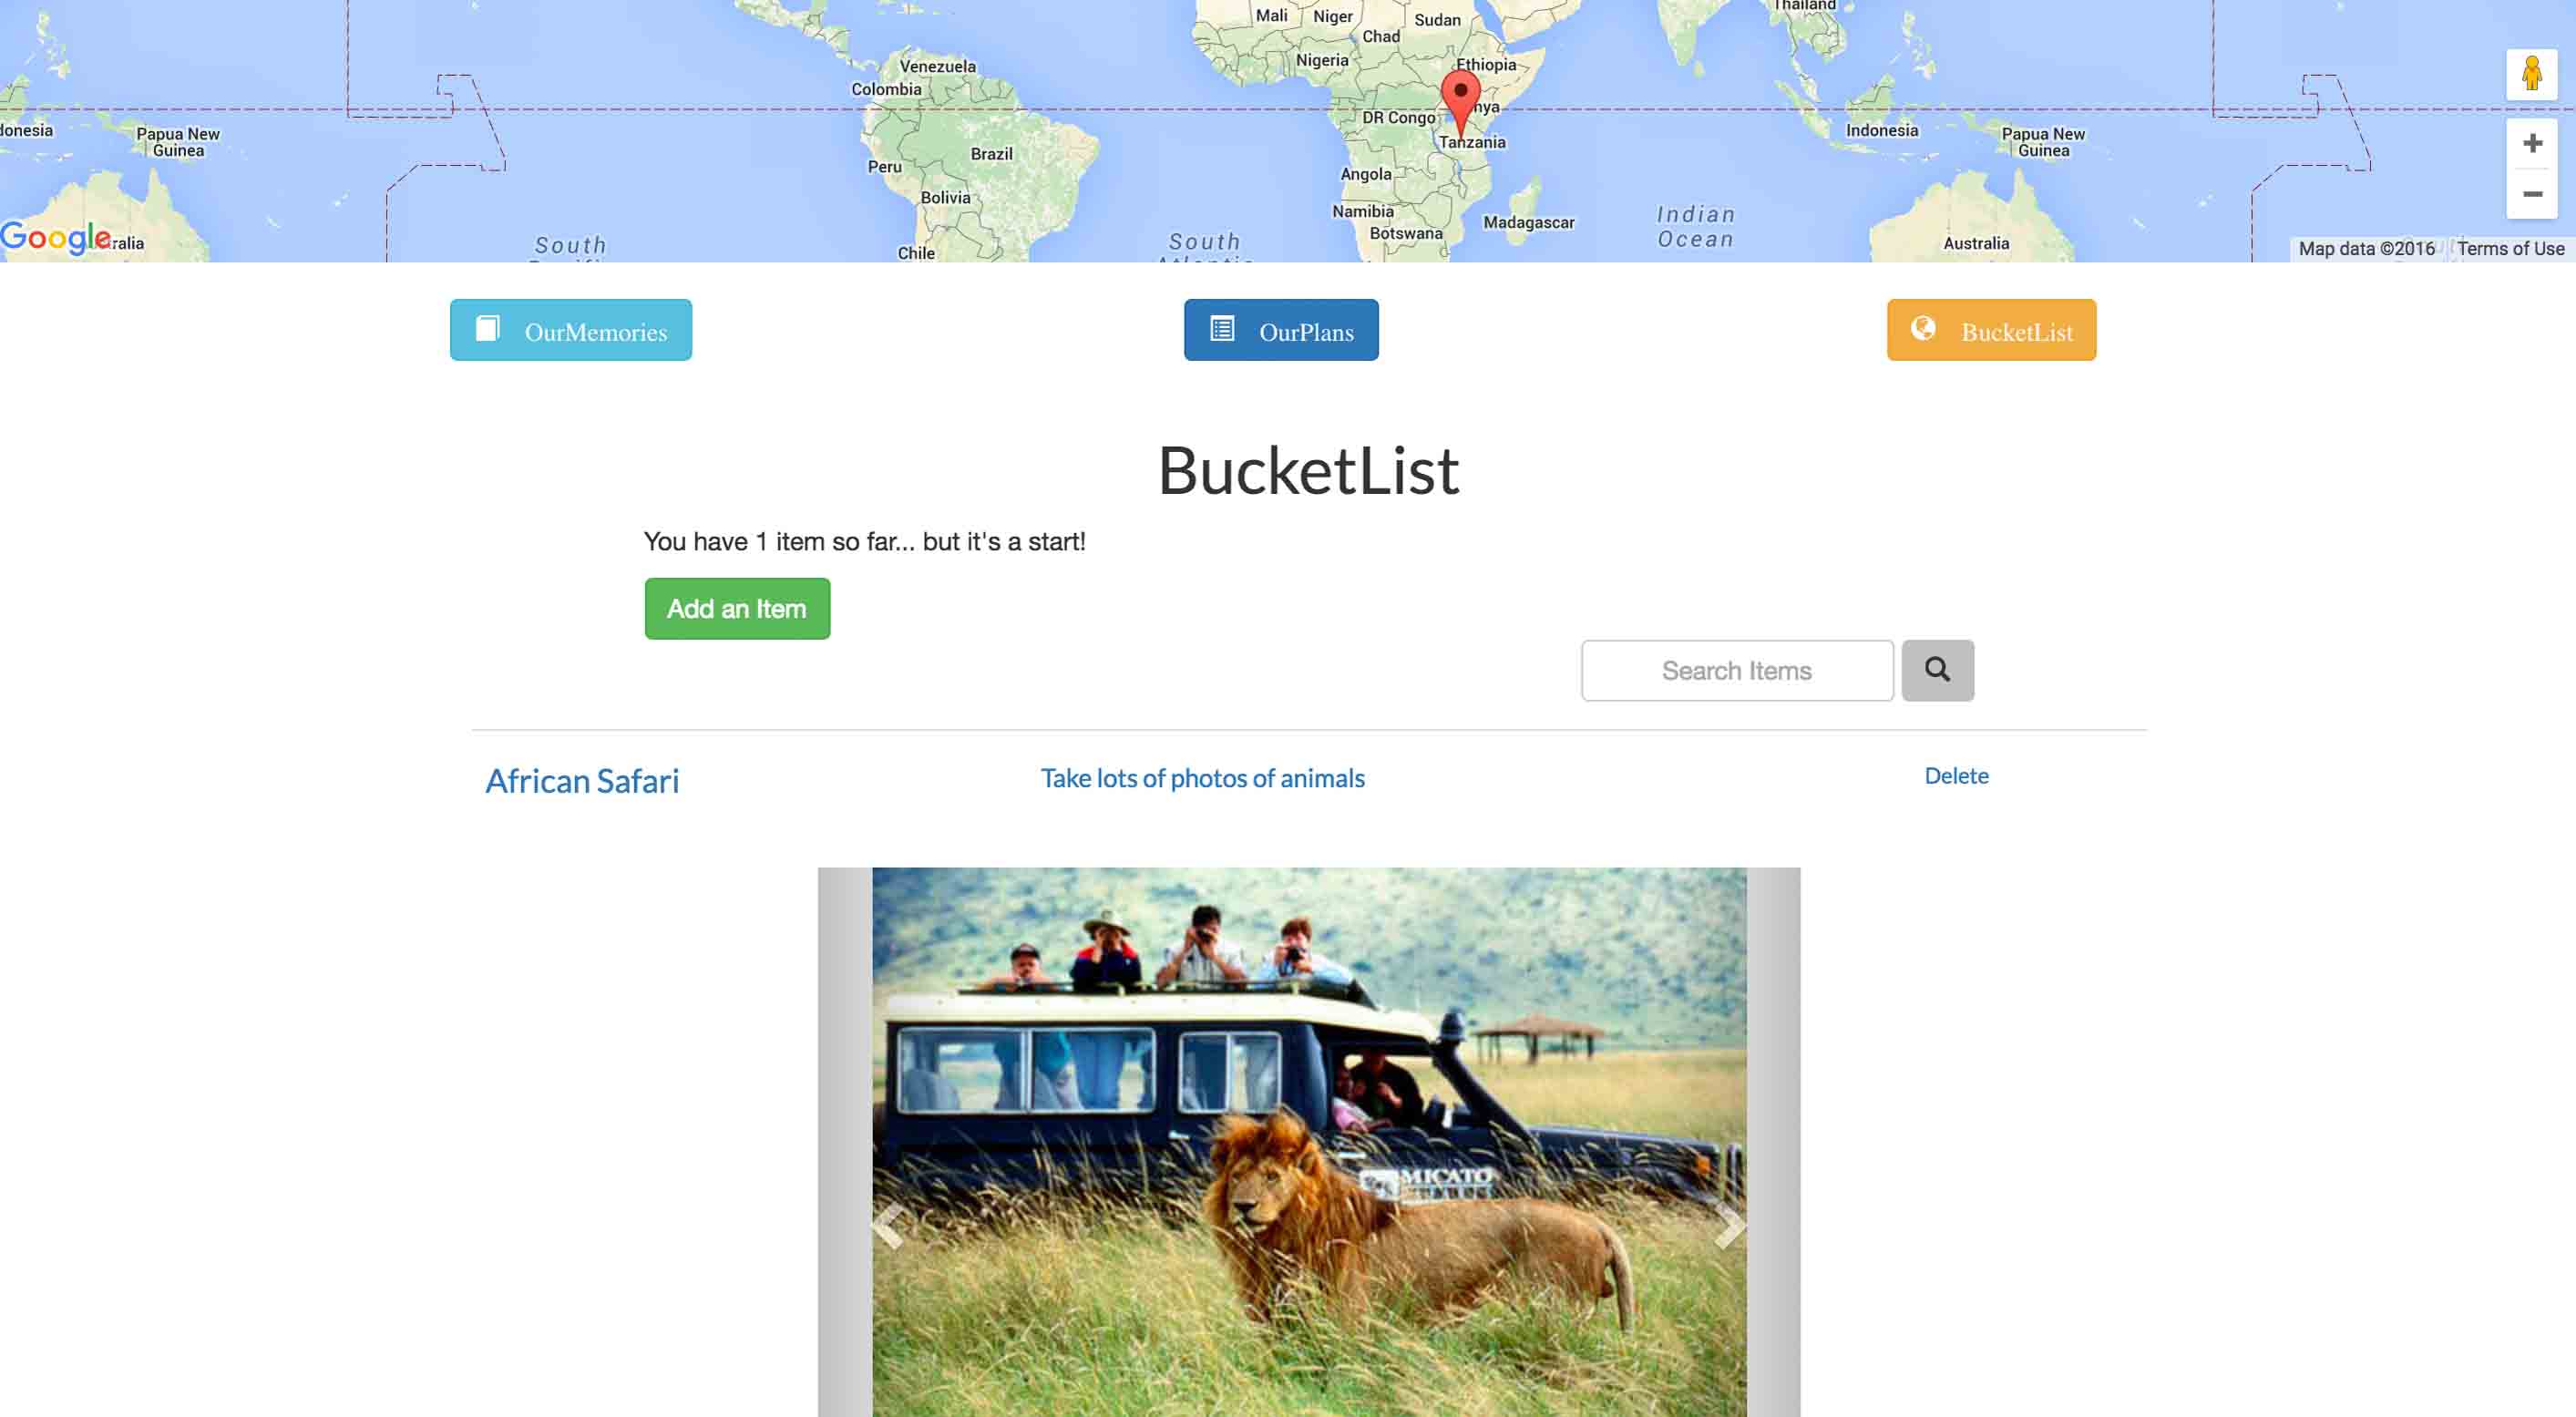 Thailand
Mali
Niger
Sudan
Chad
Nigeria
Ethiopia
Venezuela
Colombia
nya
DR Congo
Tanzania
donesia
Papua New
Guinea
Indonesia
Papua New
Guinea
Brazil
Peru
Angola
Bolivia
Namibia
Madagascar
Botswana
Indian
Ocean
Google
ralia
South
Chile
South
Australia
Map data ©2016
Terms of Use
OurMemories
OurPlans
BucketList
BucketList
You have 1 item so far... but it's a start!
Add an Item
Search Items
African Safari
Take lots of photos of animals
Delete
MICATO